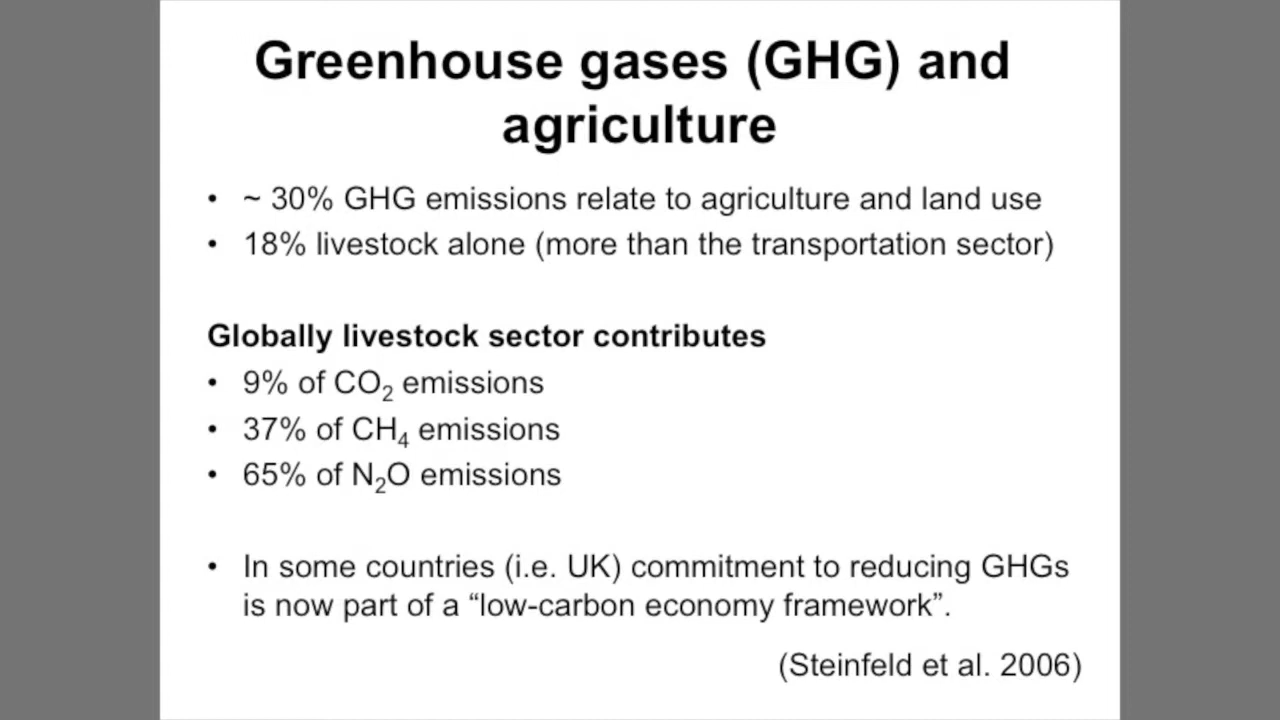 Greenhouse gases (GHG) and
agriculture
• ~ 30% GHG emissions relate to agriculture and land use
• 18% livestock alone (more than the transportation sector)
Globally livestock sector contributes
• 9% of CO₂ emissions
• 37% of CH₄ emissions
• 65% of N₂O emissions
• In some countries (i.e. UK) commitment to reducing GHGs
is now part of a “low-carbon economy framework”.
(Steinfeld et al. 2006)